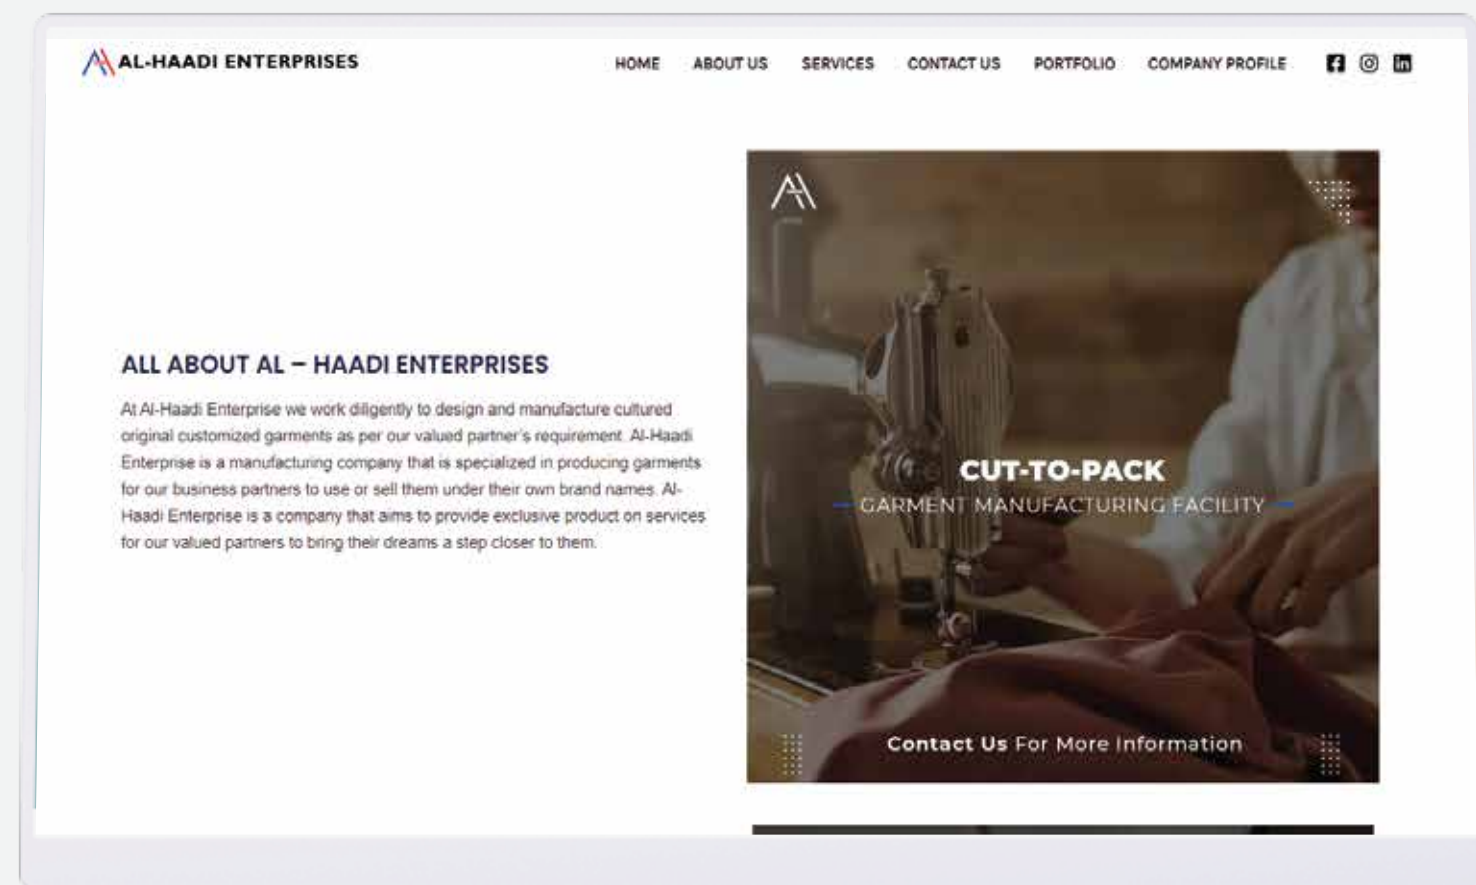 AL-HAADI ENTERPRISES
HOME ABOUT US SERVICES CONTACT US PORTFOLIO COMPANY PROFILE
ALL ABOUT AL – HAADI ENTERPRISES
At Al-Haadi Enterprise we work diligently to design and manufacture cultured
original customized garments as per our valued partner's requirement. Al-Haadi
Enterprise is a manufacturing company that is specialized in producing garments
for our business partners to use or sell them under their own brand names. Al-
Haadi Enterprise is a company that aims to provide exclusive product on services
for our valued partners to bring their dreams a step closer to them.
CUT-TO-PACK
GARMENT MANUFACTURING FACILITY
Contact Us For More Information